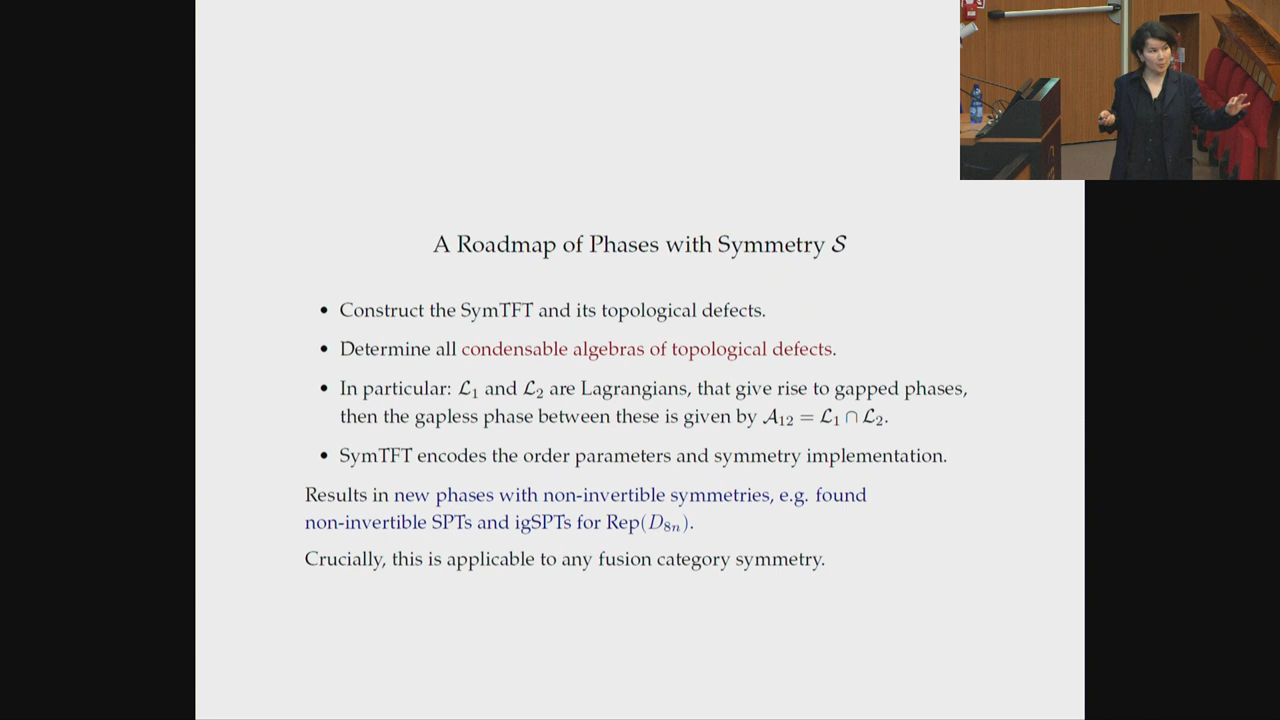 A Roadmap of Phases with Symmetry 𝒮
• Construct the SymTFT and its topological defects.
• Determine all condensable algebras of topological defects.
• In particular: ℒ₁ and ℒ₂ are Lagrangians, that give rise to gapped phases,
then the gapless phase between these is given by 𝒜₁₂ = ℒ₁ ∩ ℒ₂.
• SymTFT encodes the order parameters and symmetry implementation.
Results in new phases with non-invertible symmetries, e.g. found
non-invertible SPTs and igSPTs for Rep(D₈ₙ).
Crucially, this is applicable to any fusion category symmetry.